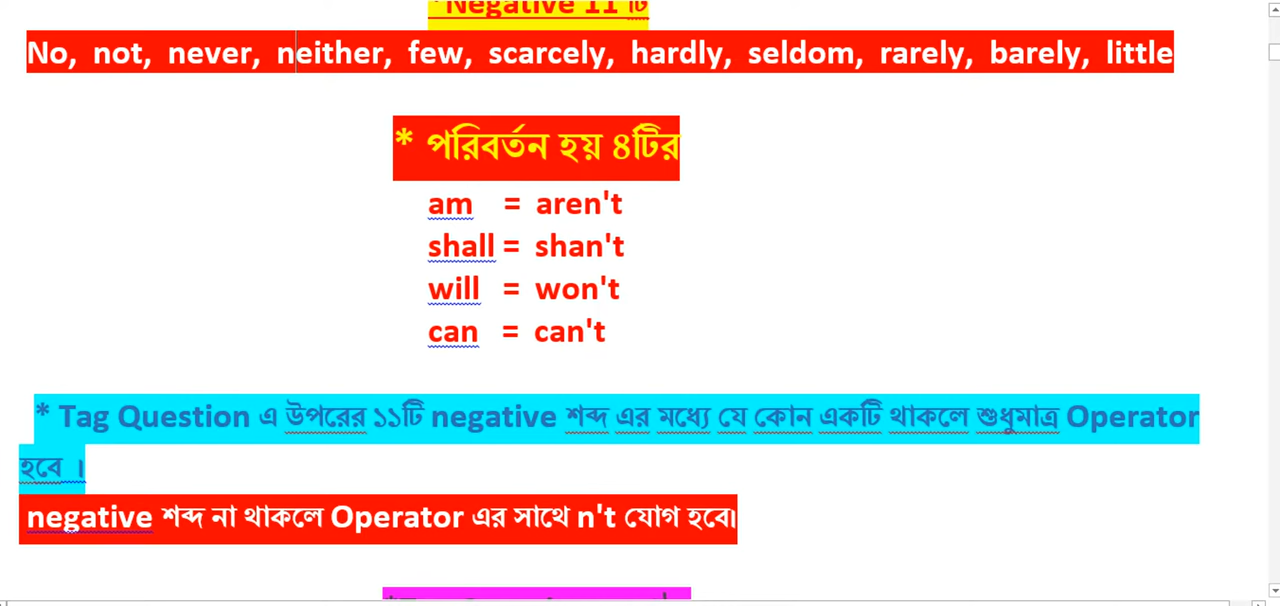 *Negative 11 টি
No, not, never, neither, few, scarcely, hardly, seldom, rarely, barely, little
* পরিবর্তন হয় ৪টির
am = aren't
shall = shan't
will = won't
can = can't
* Tag Question এ উপরের ১১টি negative শব্দ এর মধ্যে যে কোন একটি থাকলে শুধুমাত্র Operator
হবে ।
negative শব্দ না থাকলে Operator এর সাথে n't যোগ হবে।